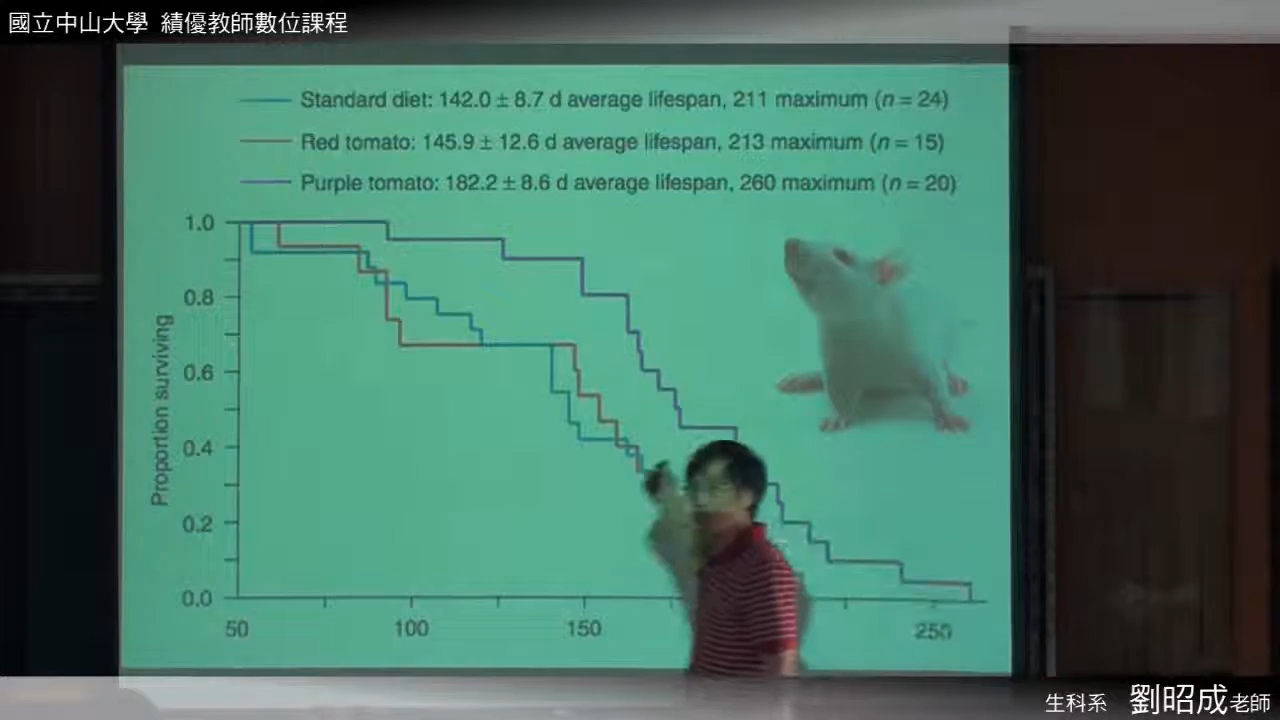 國立中山大學 績優教師數位課程
Standard diet: 142.0 ± 8.7 d average lifespan, 211 maximum (n = 24)
Red tomato: 145.9 ± 12.6 d average lifespan, 213 maximum (n = 15)
Purple tomato: 182.2 ± 8.6 d average lifespan, 260 maximum (n = 20)
Proportion surviving
1.0
0.8
0.6
0.4
0.2
0.0
50 100 150 250
生科系 劉昭成老師